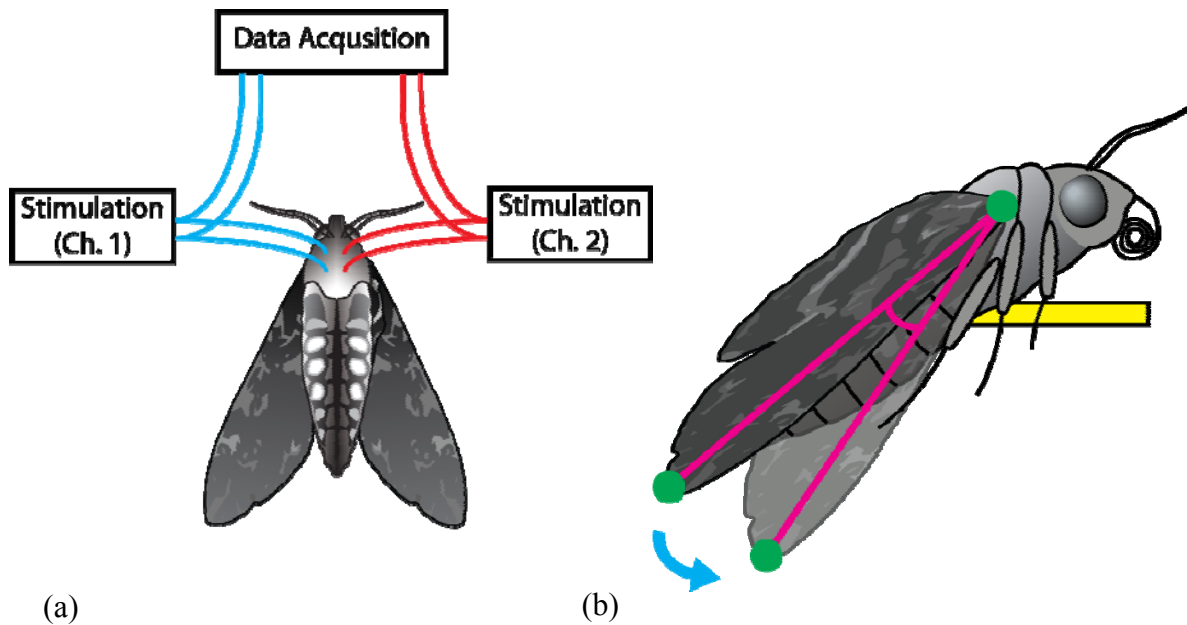 Data Acqusition
Stimulation
(Ch. 1)
Stimulation
(Ch. 2)
(a)
(b)